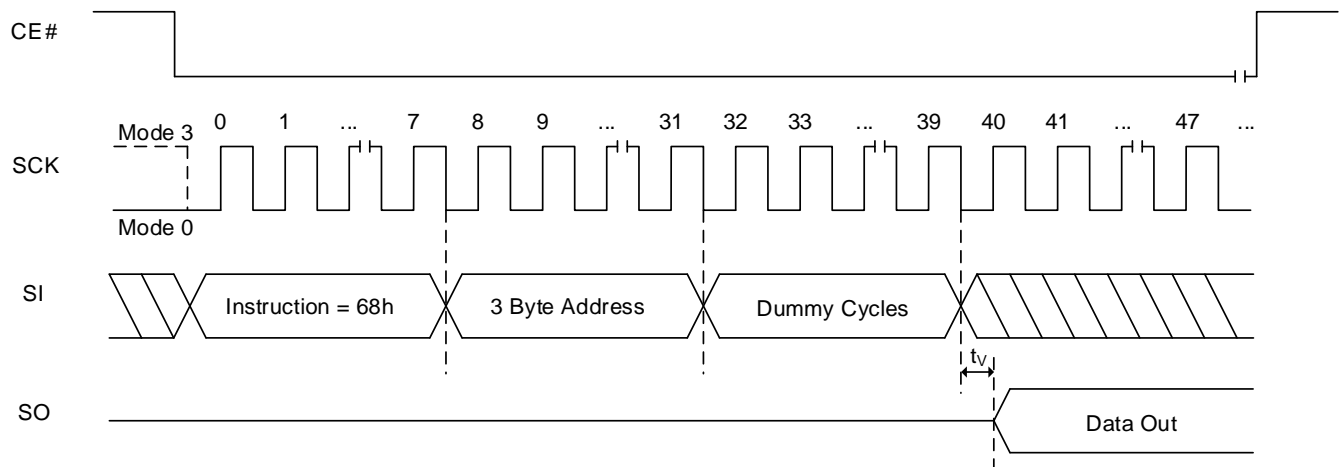 CE#
0 1 ... 7 8 9 ... 31 32 33 ... 39 40 41 ... 47 ...
Mode 3
SCK
Mode 0
SI Instruction = 68h 3 Byte Address Dummy Cycles
tV
SO Data Out